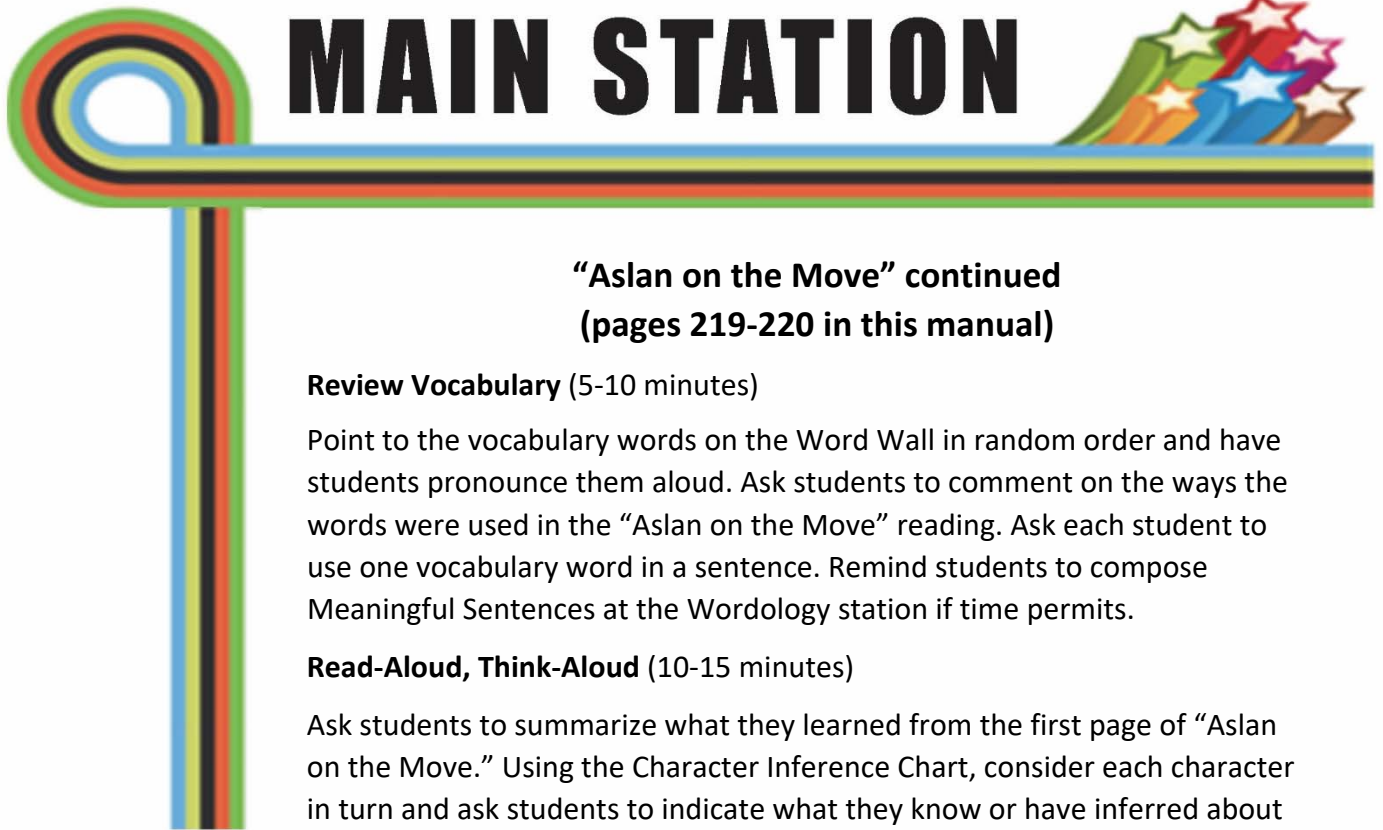 MAIN STATION
“Aslan on the Move” continued
(pages 219-220 in this manual)
Review Vocabulary (5-10 minutes)
Point to the vocabulary words on the Word Wall in random order and have
students pronounce them aloud. Ask students to comment on the ways the
words were used in the “Aslan on the Move” reading. Ask each student to
use one vocabulary word in a sentence. Remind students to compose
Meaningful Sentences at the Wordology station if time permits.
Read-Aloud, Think-Aloud (10-15 minutes)
Ask students to summarize what they learned from the first page of “Aslan
on the Move.” Using the Character Inference Chart, consider each character
in turn and ask students to indicate what they know or have inferred about